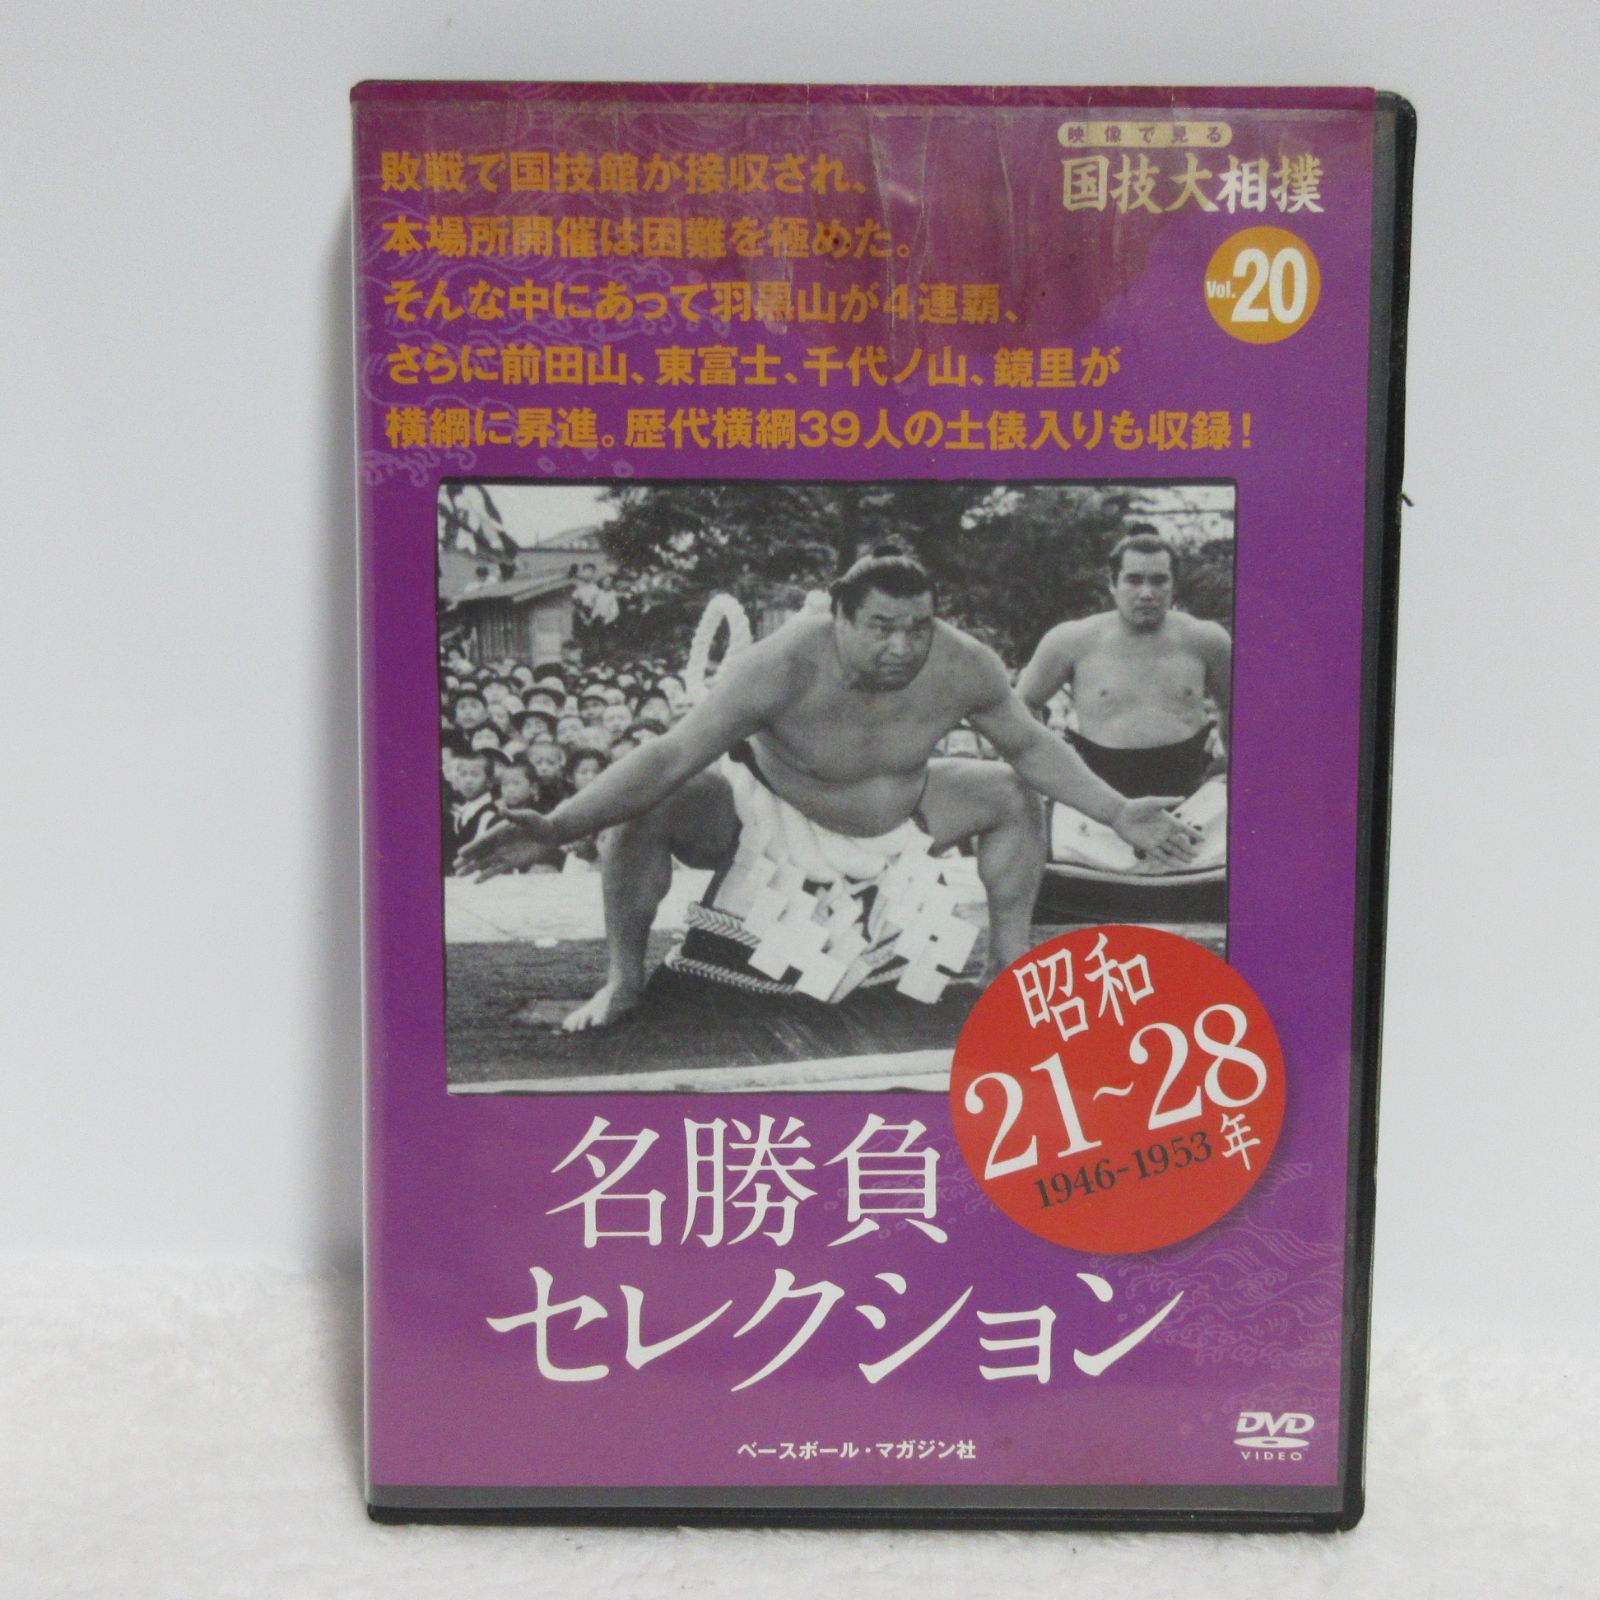 映像で見る
国技大相撲
Vol.20
敗戦で国技館が接収され、
本場所開催は困難を極めた。
そんな中にあって羽黒山が4連覇、
さらに前田山、東富士、千代ノ山、鏡里が
横綱に昇進。歴代横綱39人の土俵入りも収録！
昭和
21〜28年
1946-1953
名勝負
セレクション
ベースボール・マガジン社
DVD
VIDEO